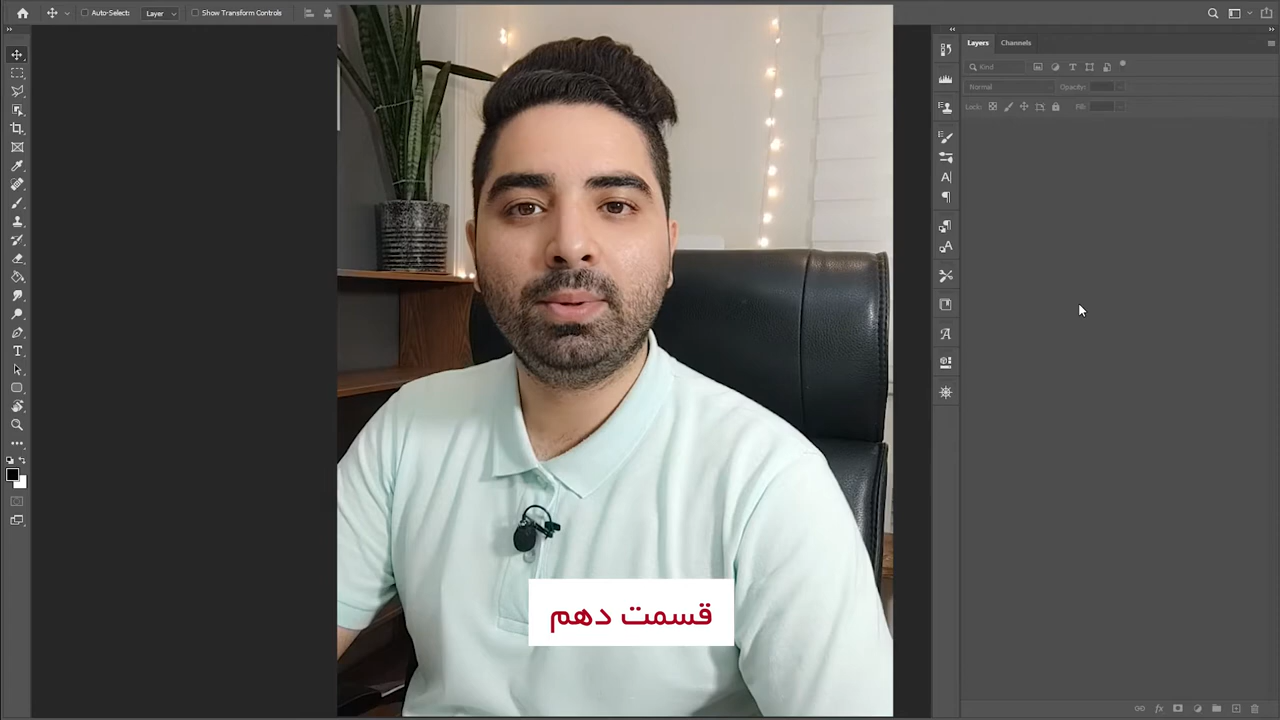 Auto-Select:
Layer
Show Transform Controls
Layers
Channels
Kind
Normal
Opacity:
Lock:
Fill:
قسمت دهم